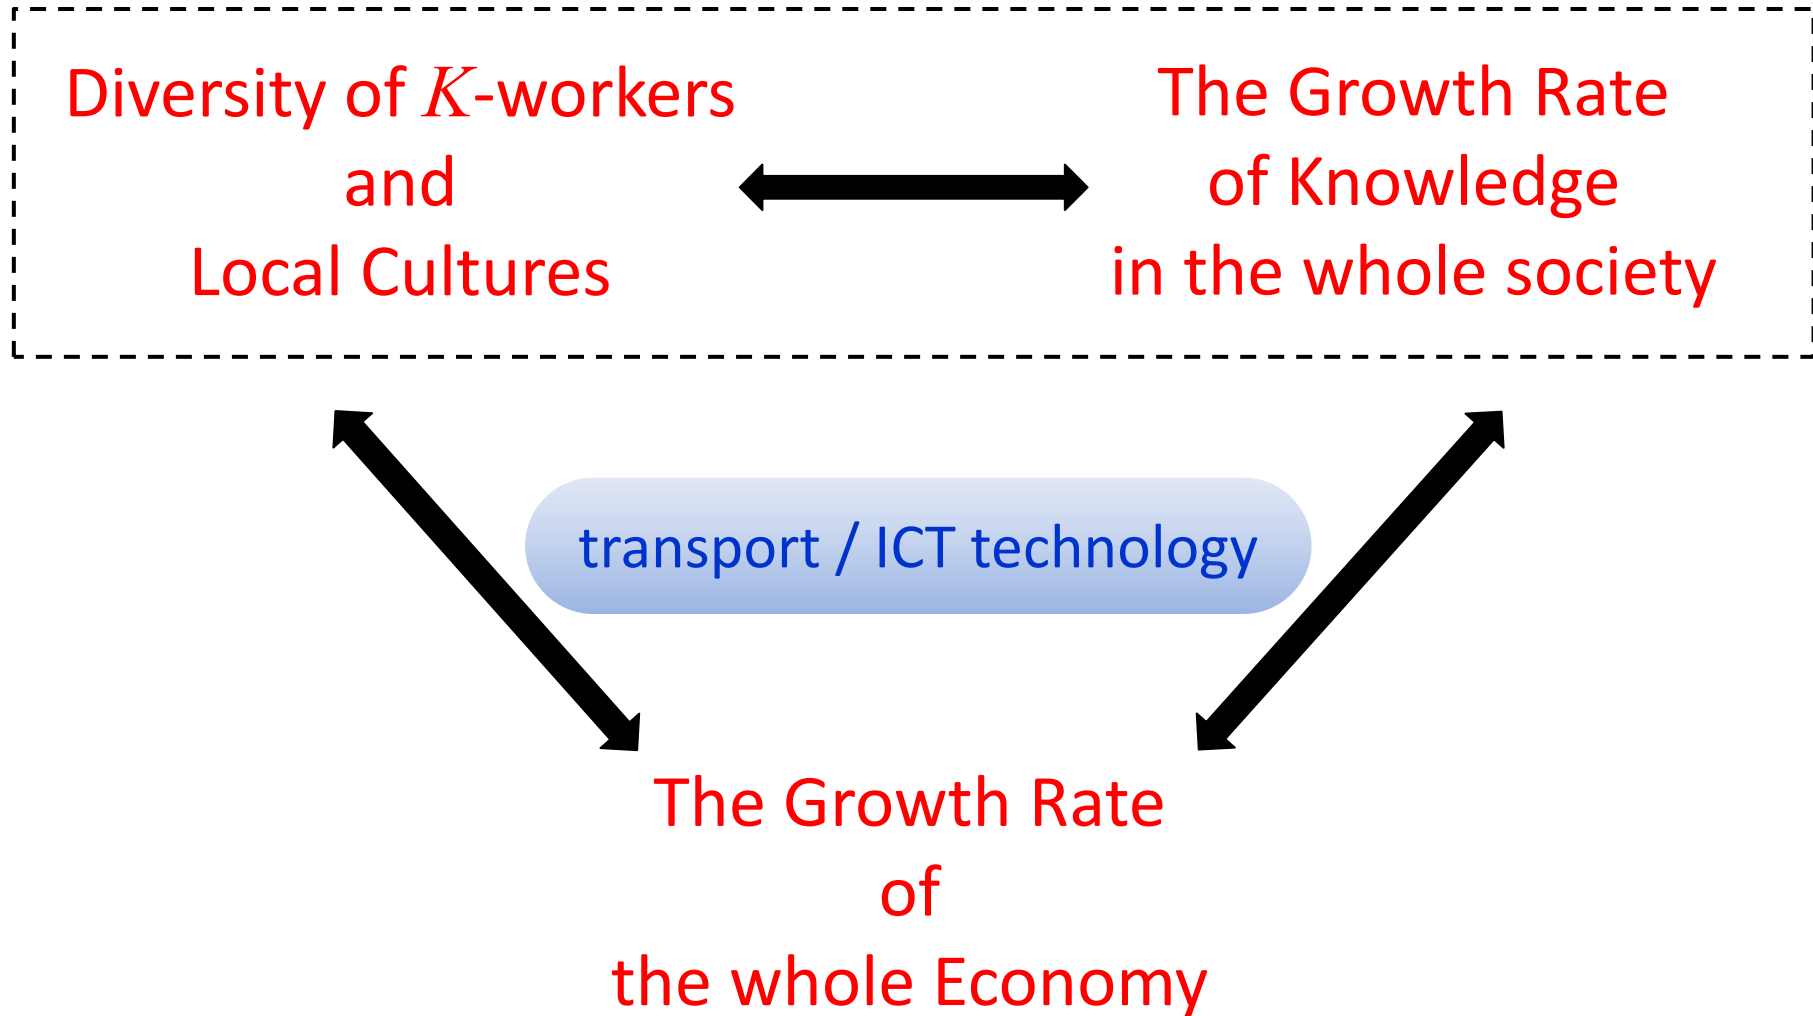 Diversity of K-workers
and
Local Cultures
The Growth Rate
of Knowledge
in the whole society
transport / ICT technology
The Growth Rate
of
the whole Economy